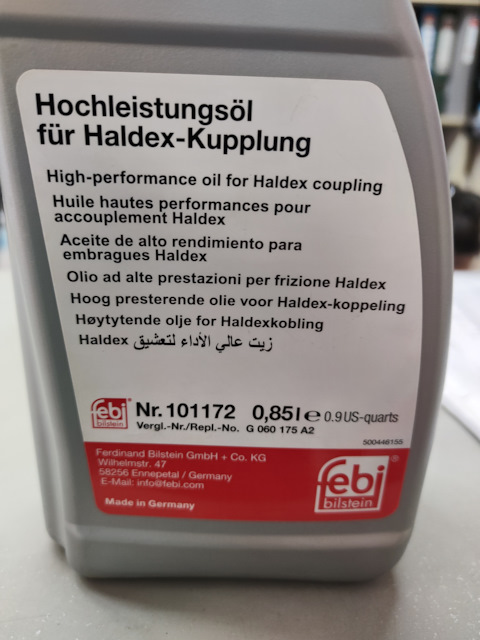 Hochleistungsöl
für Haldex-Kupplung
High-performance oil for Haldex coupling
Huile hautes performances pour
accouplement Haldex
Aceite de alto rendimiento para
embragues Haldex
Olio ad alte prestazioni per frizione Haldex
Hoog presterende olie voor Haldex-koppeling
Høytytende olje for Haldexkobling
زيت عالي الأداء لتعشيق Haldex
febi®
bilstein
Nr. 101172 0,85l ℮ 0.9 US-quarts
Vergl.-Nr./Repl.-No. G 060 175 A2
500446155
Ferdinand Bilstein GmbH + Co. KG
Wilhelmstr. 47
58256 Ennepetal / Germany
E-Mail: info@febi.com
Made in Germany
febi®
bilstein